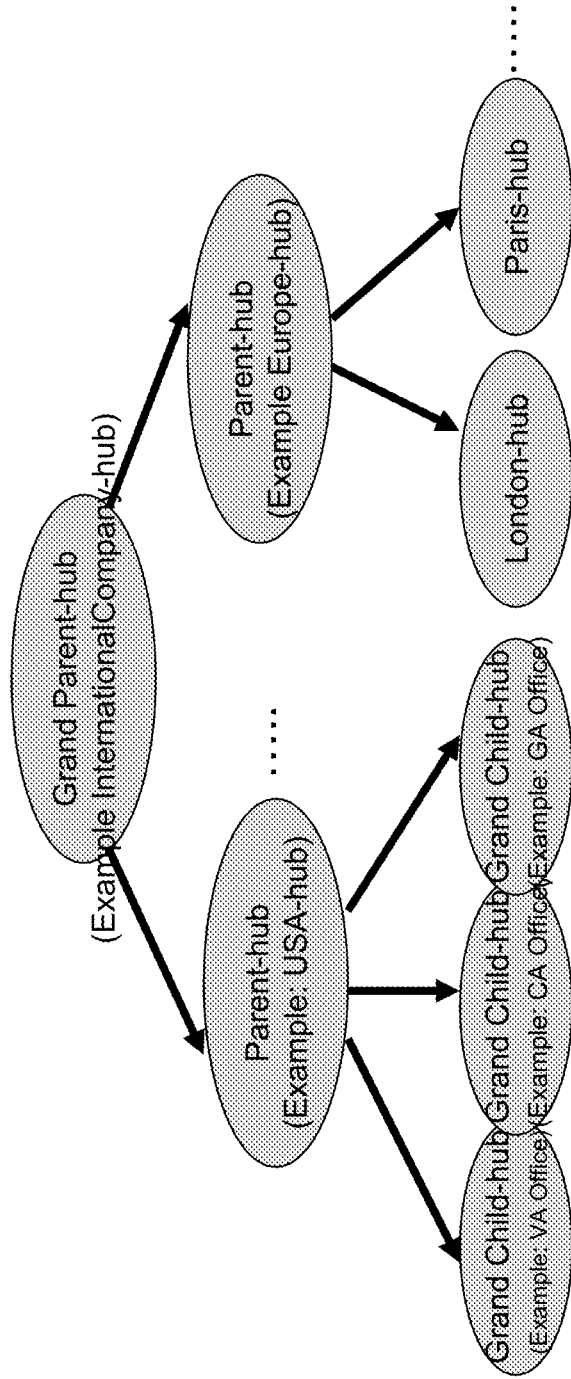 Grand Parent-hub
(Example InternationalCompany-hub)
Parent-hub
(Example: USA-hub)
......
Parent-hub
(Example Europe-hub)
Grand Child-hub
(Example: VA Office)
Grand Child-hub
(Example: CA Office)
Grand Child-hub
(Example: GA Office)
London-hub
Paris-hub
......